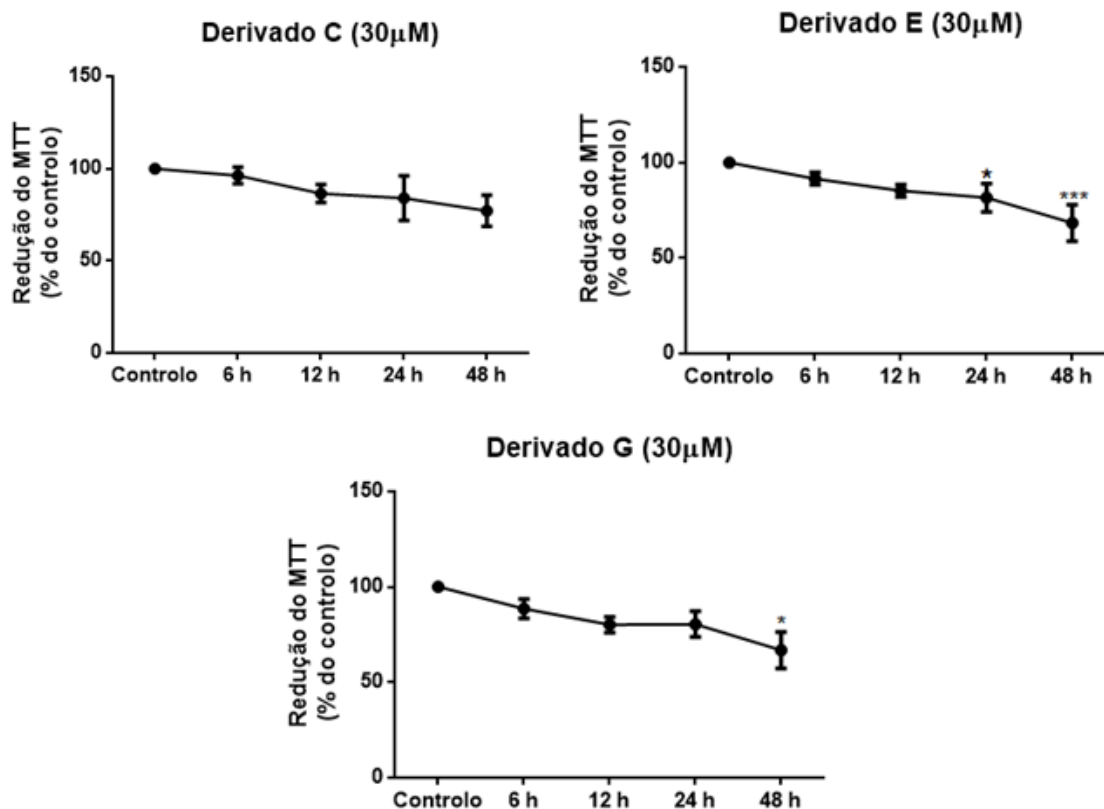 Derivado C (30μM)
Redução do MTT
(% do controlo)
150
100
50
0
Controlo 6 h 12 h 24 h 48 h
Derivado E (30μM)
Redução do MTT
(% do controlo)
150
100
50
0
*
***
Controlo 6 h 12 h 24 h 48 h
Derivado G (30μM)
Redução do MTT
(% do controlo)
150
100
50
0
*
Controlo 6 h 12 h 24 h 48 h